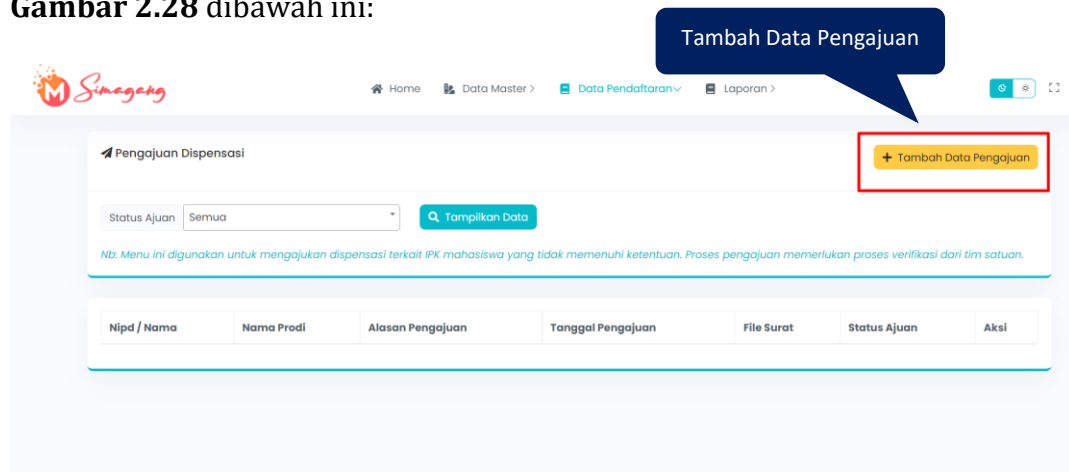 Gambar 2.28 dibawah ini:
Tambah Data Pengajuan
M Simagang
Home Data Master > Data Pendaftaran Laporan >
Pengajuan Dispensasi
+ Tambah Data Pengajuan
Status Ajuan Semua Tampilkan Data
Nb: Menu ini digunakan untuk mengajukan dispensasi terkait IPK mahasiswa yang tidak memenuhi ketentuan. Proses pengajuan memerlukan proses verifikasi dari tim satuan.
Nipd / Nama Nama Prodi Alasan Pengajuan Tanggal Pengajuan File Surat Status Ajuan Aksi